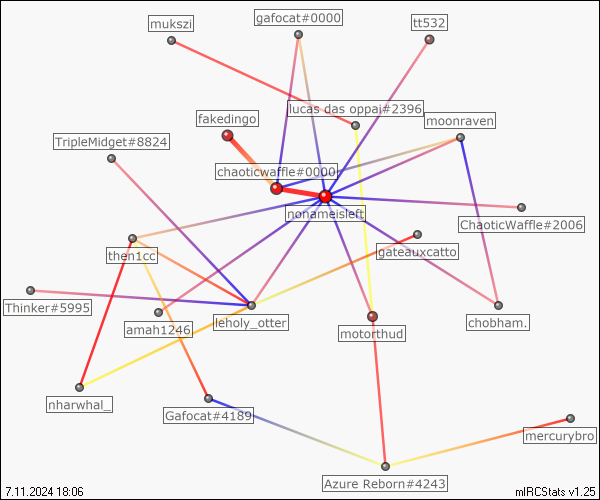 gafocat#0000
mukszi
tt532
lucas das oppai#2396
fakedingo
moonraven
TripleMidget#8824
chaoticwaffle#0000
nonameisleft
ChaoticWaffle#2006
then1cc
gateauxcatto
Thinker#5995
amah1246
leholy_otter
motorthud
chobham.
nharwhal_
Gafocat#4189
mercurybro
Azure Reborn#4243
7.11.2024 18:06
mIRCStats v1.25